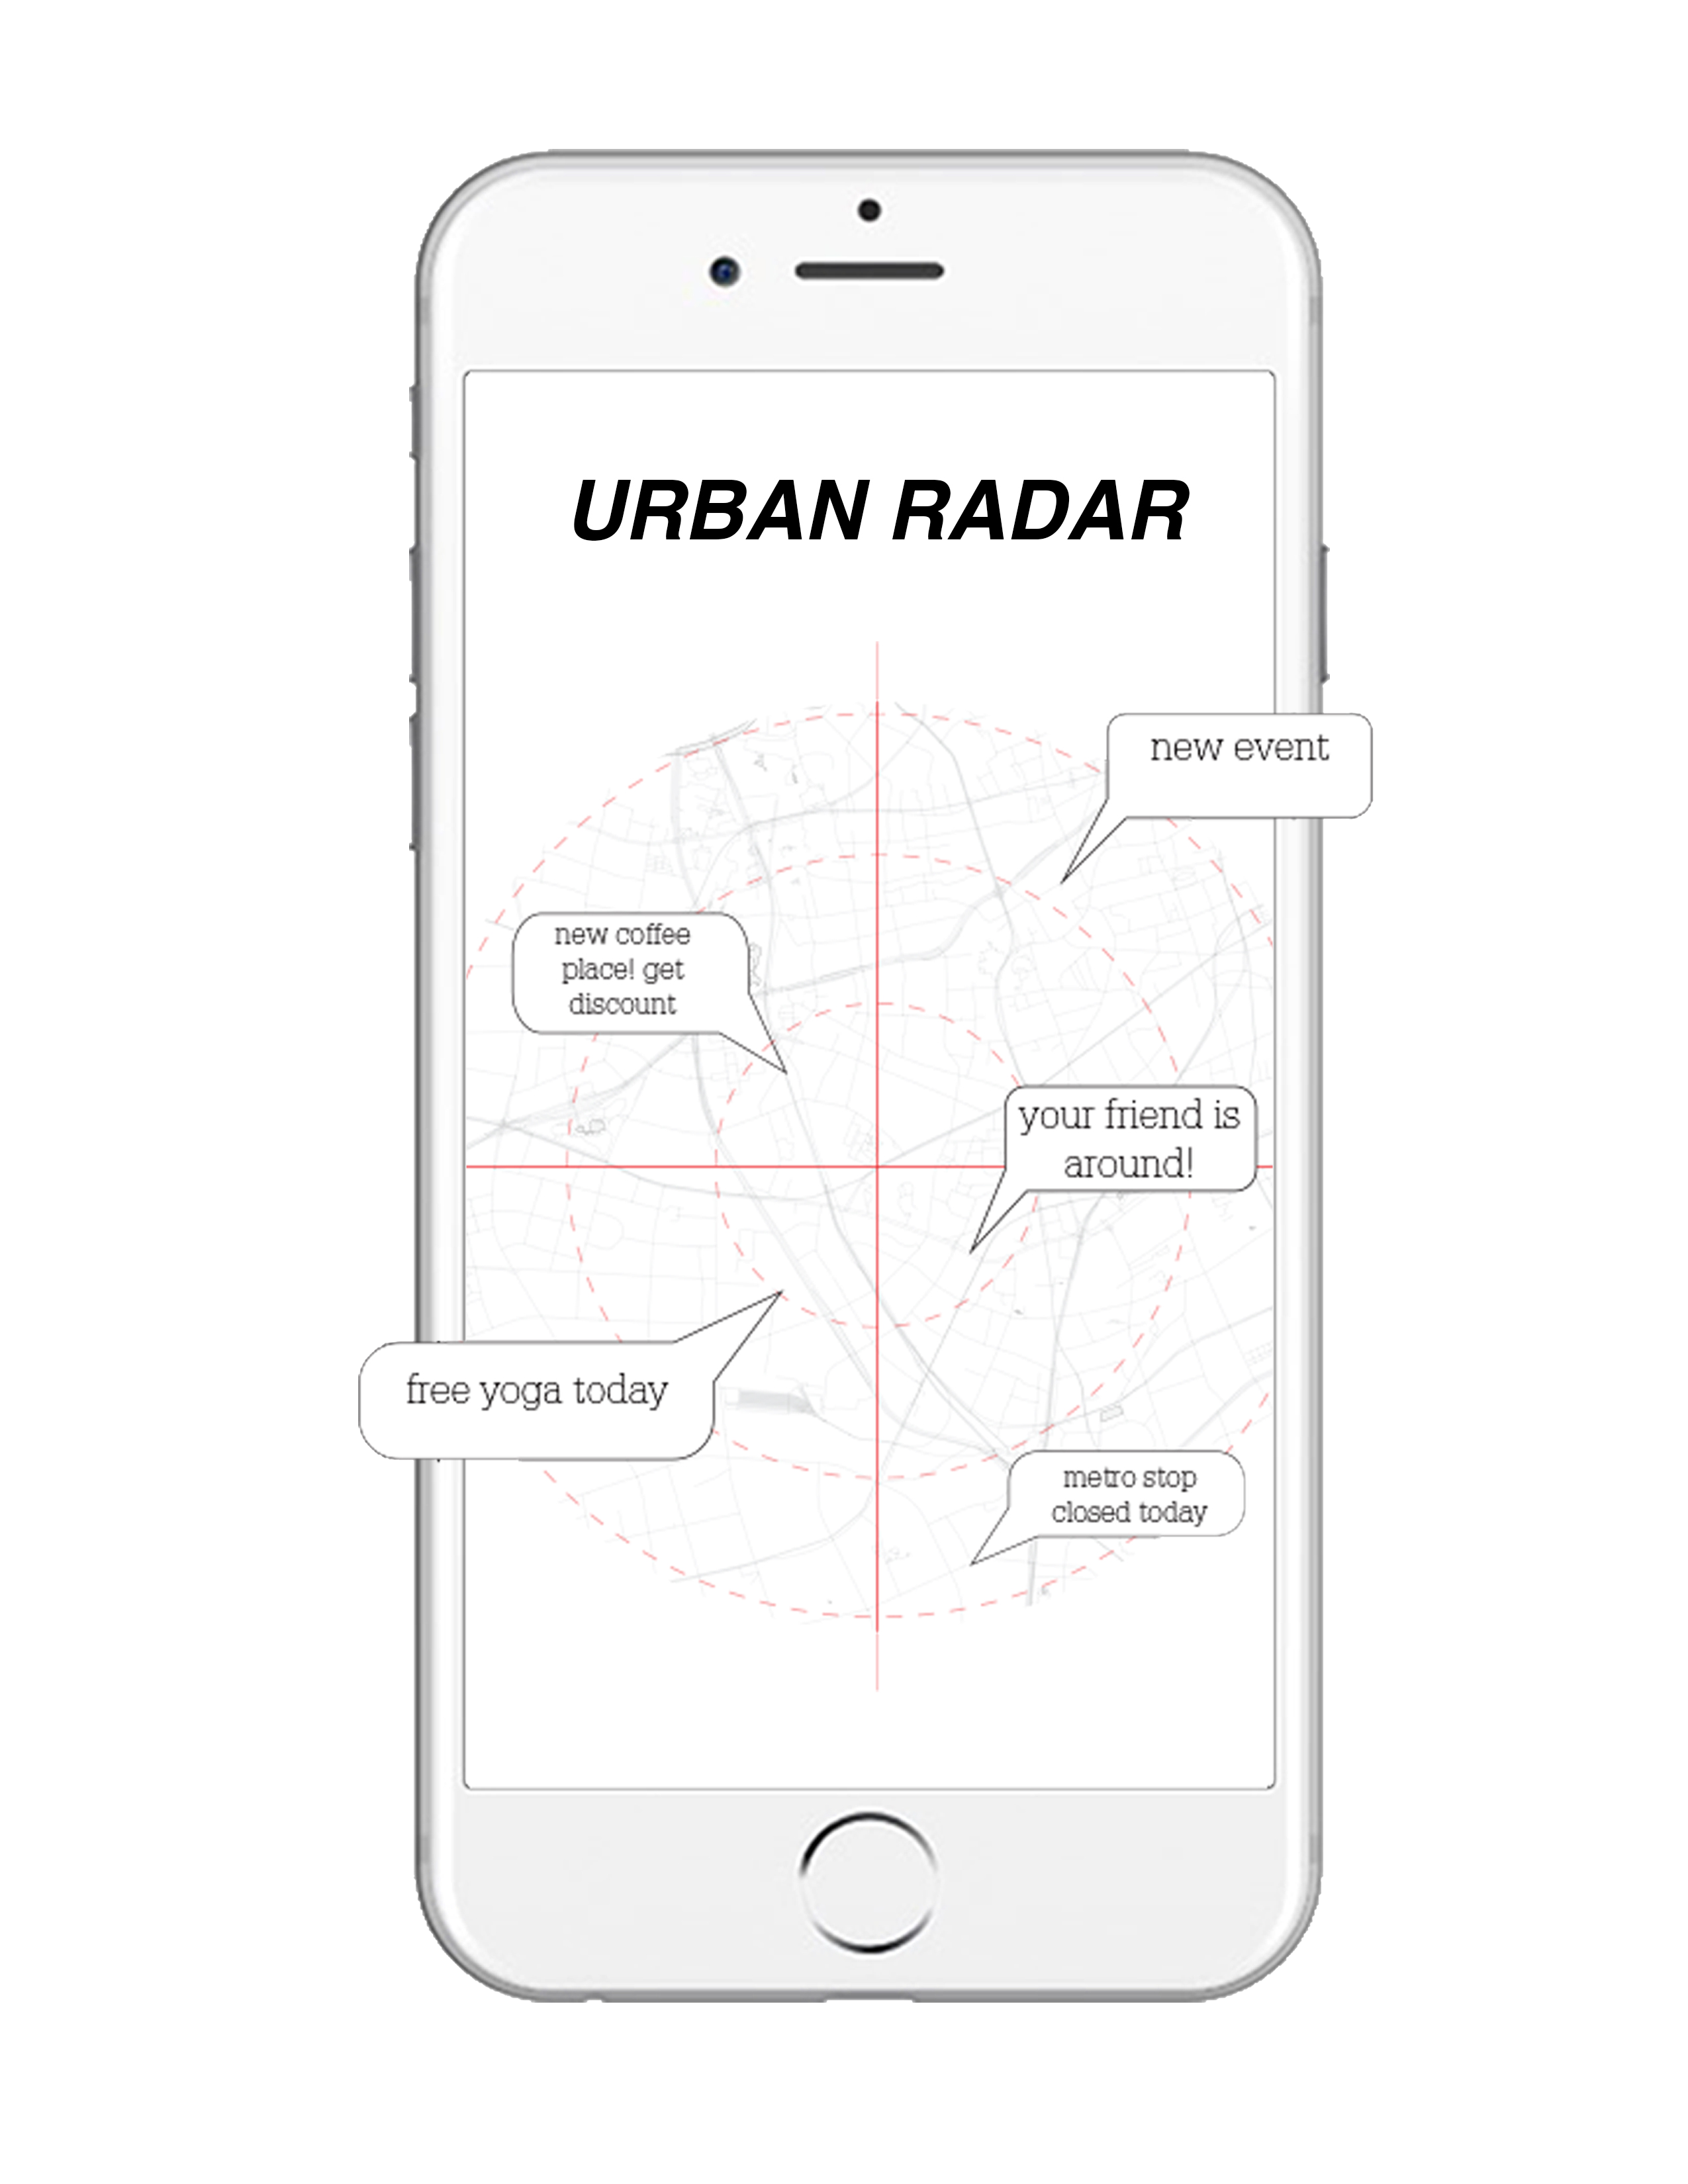 URBAN RADAR
new event
new coffee
place! get
discount
your friend is
around!
free yoga today
metro stop
closed today